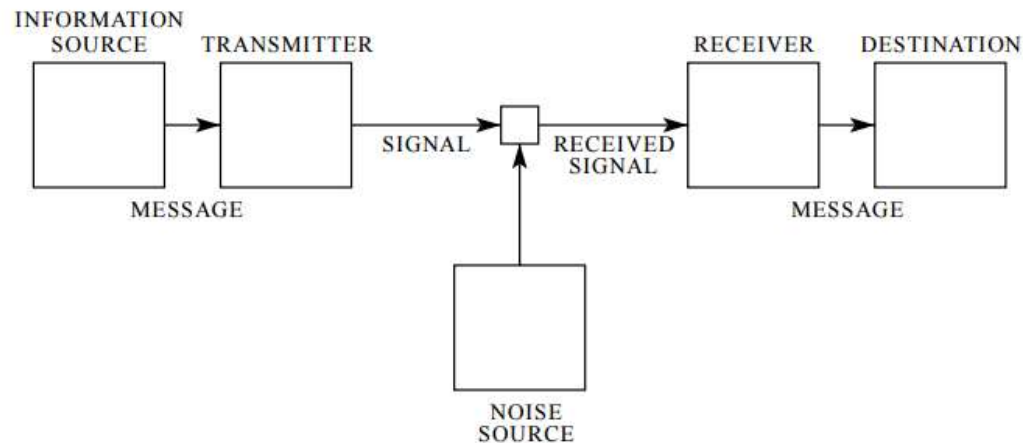 INFORMATION
SOURCE
TRANSMITTER
RECEIVER
DESTINATION
SIGNAL
RECEIVED
SIGNAL
MESSAGE
MESSAGE
NOISE
SOURCE